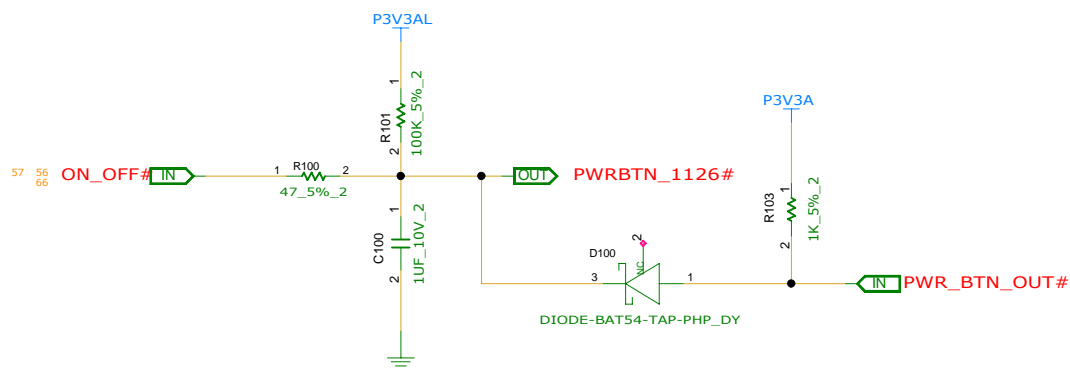 P3V3AL
1
R101
100K_5%_2
2
P3V3A
57 56
66
ON_OFF#
IN
1
R100
2
47_5%_2
OUT
PWRBTN_1126#
1
R103
1K_5%_2
2
1
C100
1UF_10V_2
2
2
NC
D100
3
1
IN
PWR_BTN_OUT#
DIODE-BAT54-TAP-PHP_DY